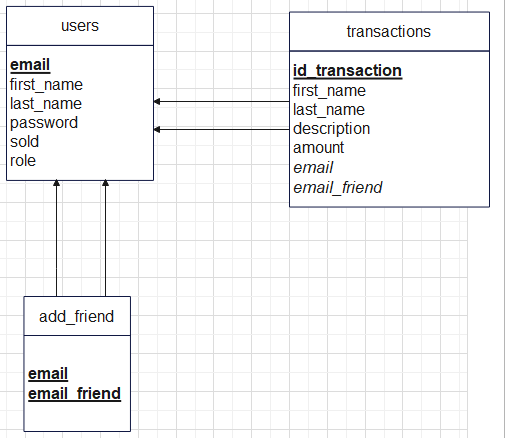 users
email
first_name
last_name
password
sold
role
transactions
id_transaction
first_name
last_name
description
amount
email
email_friend
add_friend
email
email_friend